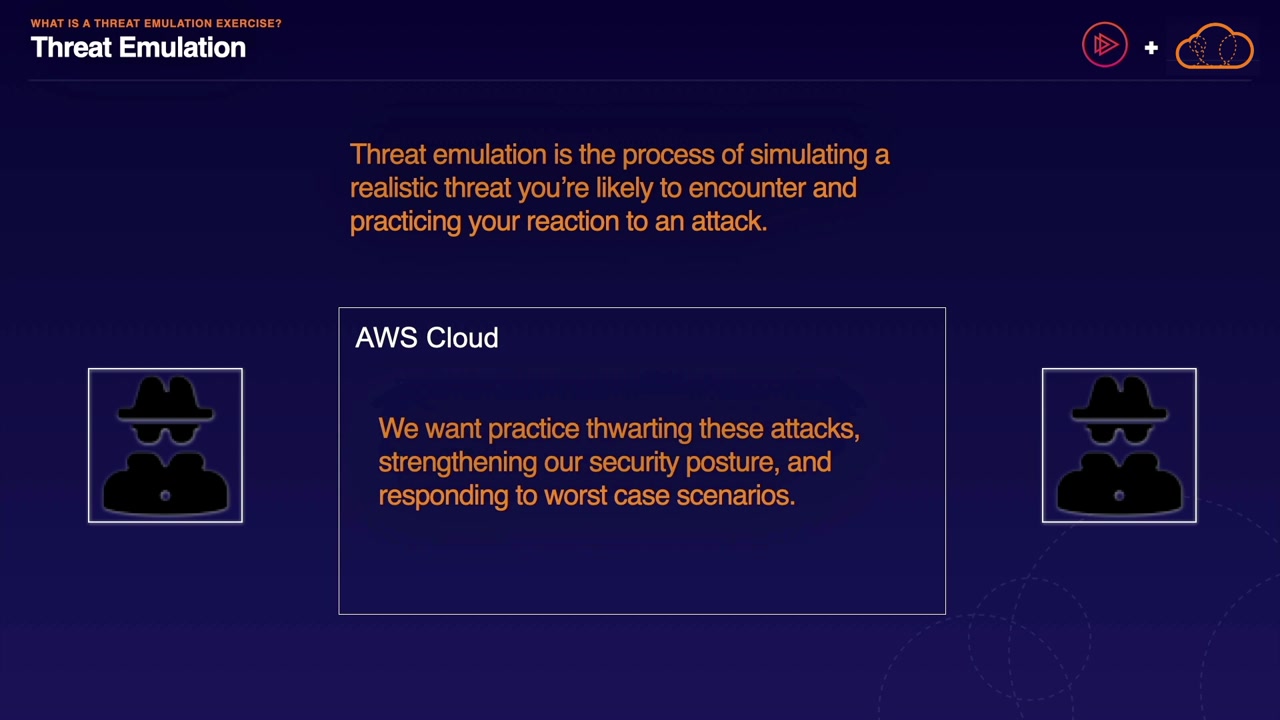 WHAT IS A THREAT EMULATION EXERCISE?
Threat Emulation
Threat emulation is the process of simulating a
realistic threat you’re likely to encounter and
practicing your reaction to an attack.
AWS Cloud
We want practice thwarting these attacks,
strengthening our security posture, and
responding to worst case scenarios.